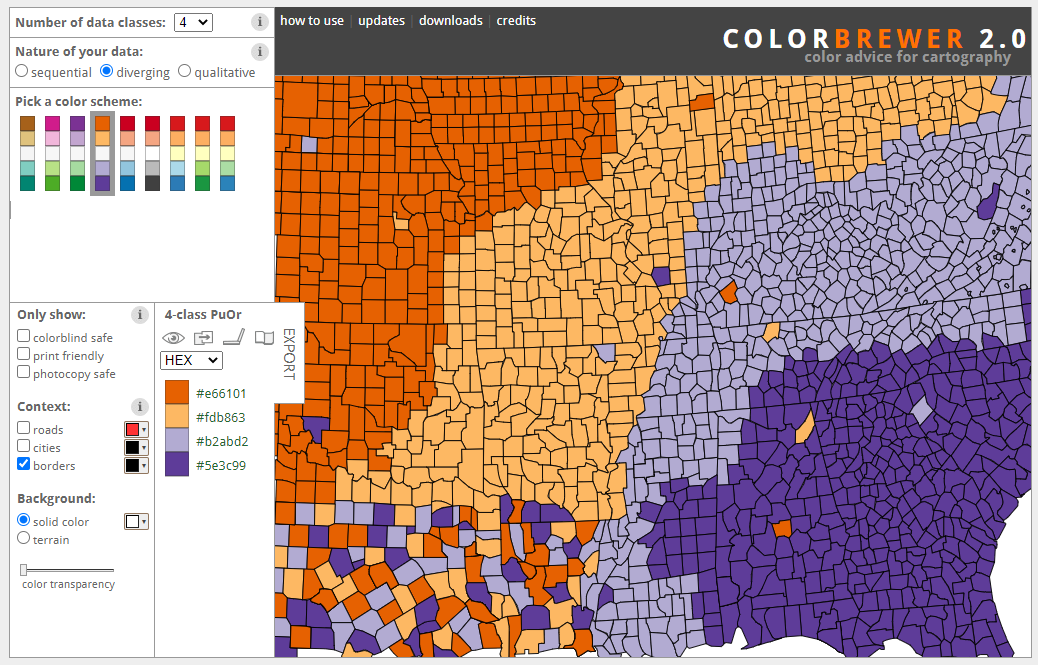 Number of data classes: 4 i
how to use | updates | downloads | credits
COLORBREWER 2.0
color advice for cartography
Nature of your data: i
sequential diverging qualitative
Pick a color scheme:
Only show: i
colorblind safe
print friendly
photocopy safe
Context: i
roads
cities
borders
Background:
solid color
terrain
color transparency
4-class PuOr
EXPORT
HEX
#e66101
#fdb863
#b2abd2
#5e3c99